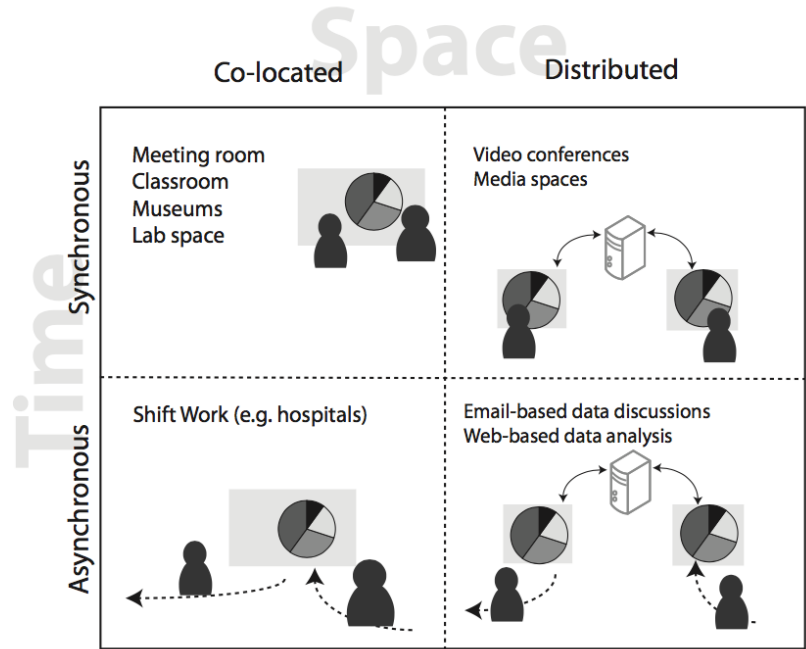 Space
Co-located
Distributed
Time
Synchronous
Meeting room
Classroom
Museums
Lab space
Video conferences
Media spaces
Asynchronous
Shift Work (e.g. hospitals)
Email-based data discussions
Web-based data analysis